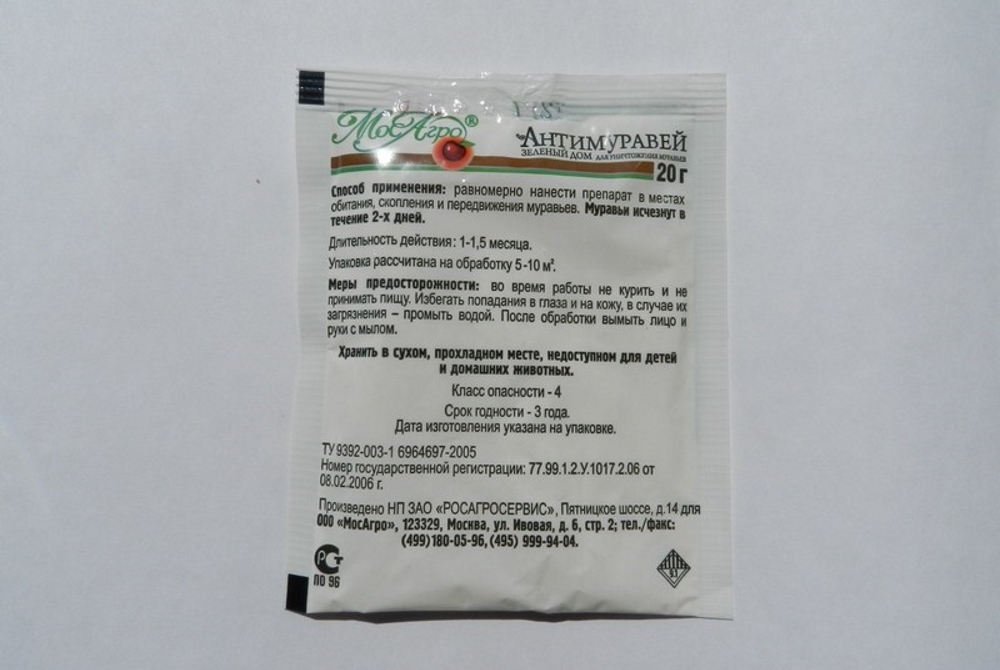 МосАгро®
АНТИМУРАВЕЙ
ЗЕЛЕНЫЙ ДОМ ДЛЯ УНИЧТОЖЕНИЯ МУРАВЬЕВ
20 г
Способ применения: равномерно нанести препарат в местах
обитания, скопления и передвижения муравьев. Муравьи исчезнут в
течение 2-х дней.
Длительность действия: 1-1,5 месяца.
Упаковка рассчитана на обработку 5-10 м².
Меры предосторожности: во время работы не курить и не
принимать пищу. Избегать попадания в глаза и на кожу, в случае их
загрязнения – промыть водой. После обработки вымыть лицо и
руки с мылом.
Хранить в сухом, прохладном месте, недоступном для детей
и домашних животных.
Класс опасности - 4
Срок годности - 3 года.
Дата изготовления указана на упаковке.
ТУ 9392-003-1 6964697-2005
Номер государственной регистрации: 77.99.1.2.У.1017.2.06 от
08.02.2006 г.
Произведено НП ЗАО «РОСАГРОСЕРВИС», Пятницкое шоссе, д.14 для
ООО «МосАгро», 123329, Москва, ул. Ивовая, д. 6, стр. 2; тел./факс:
(499)180-05-96, (495) 999-94-04.
РСТ
ПО 96
9.1